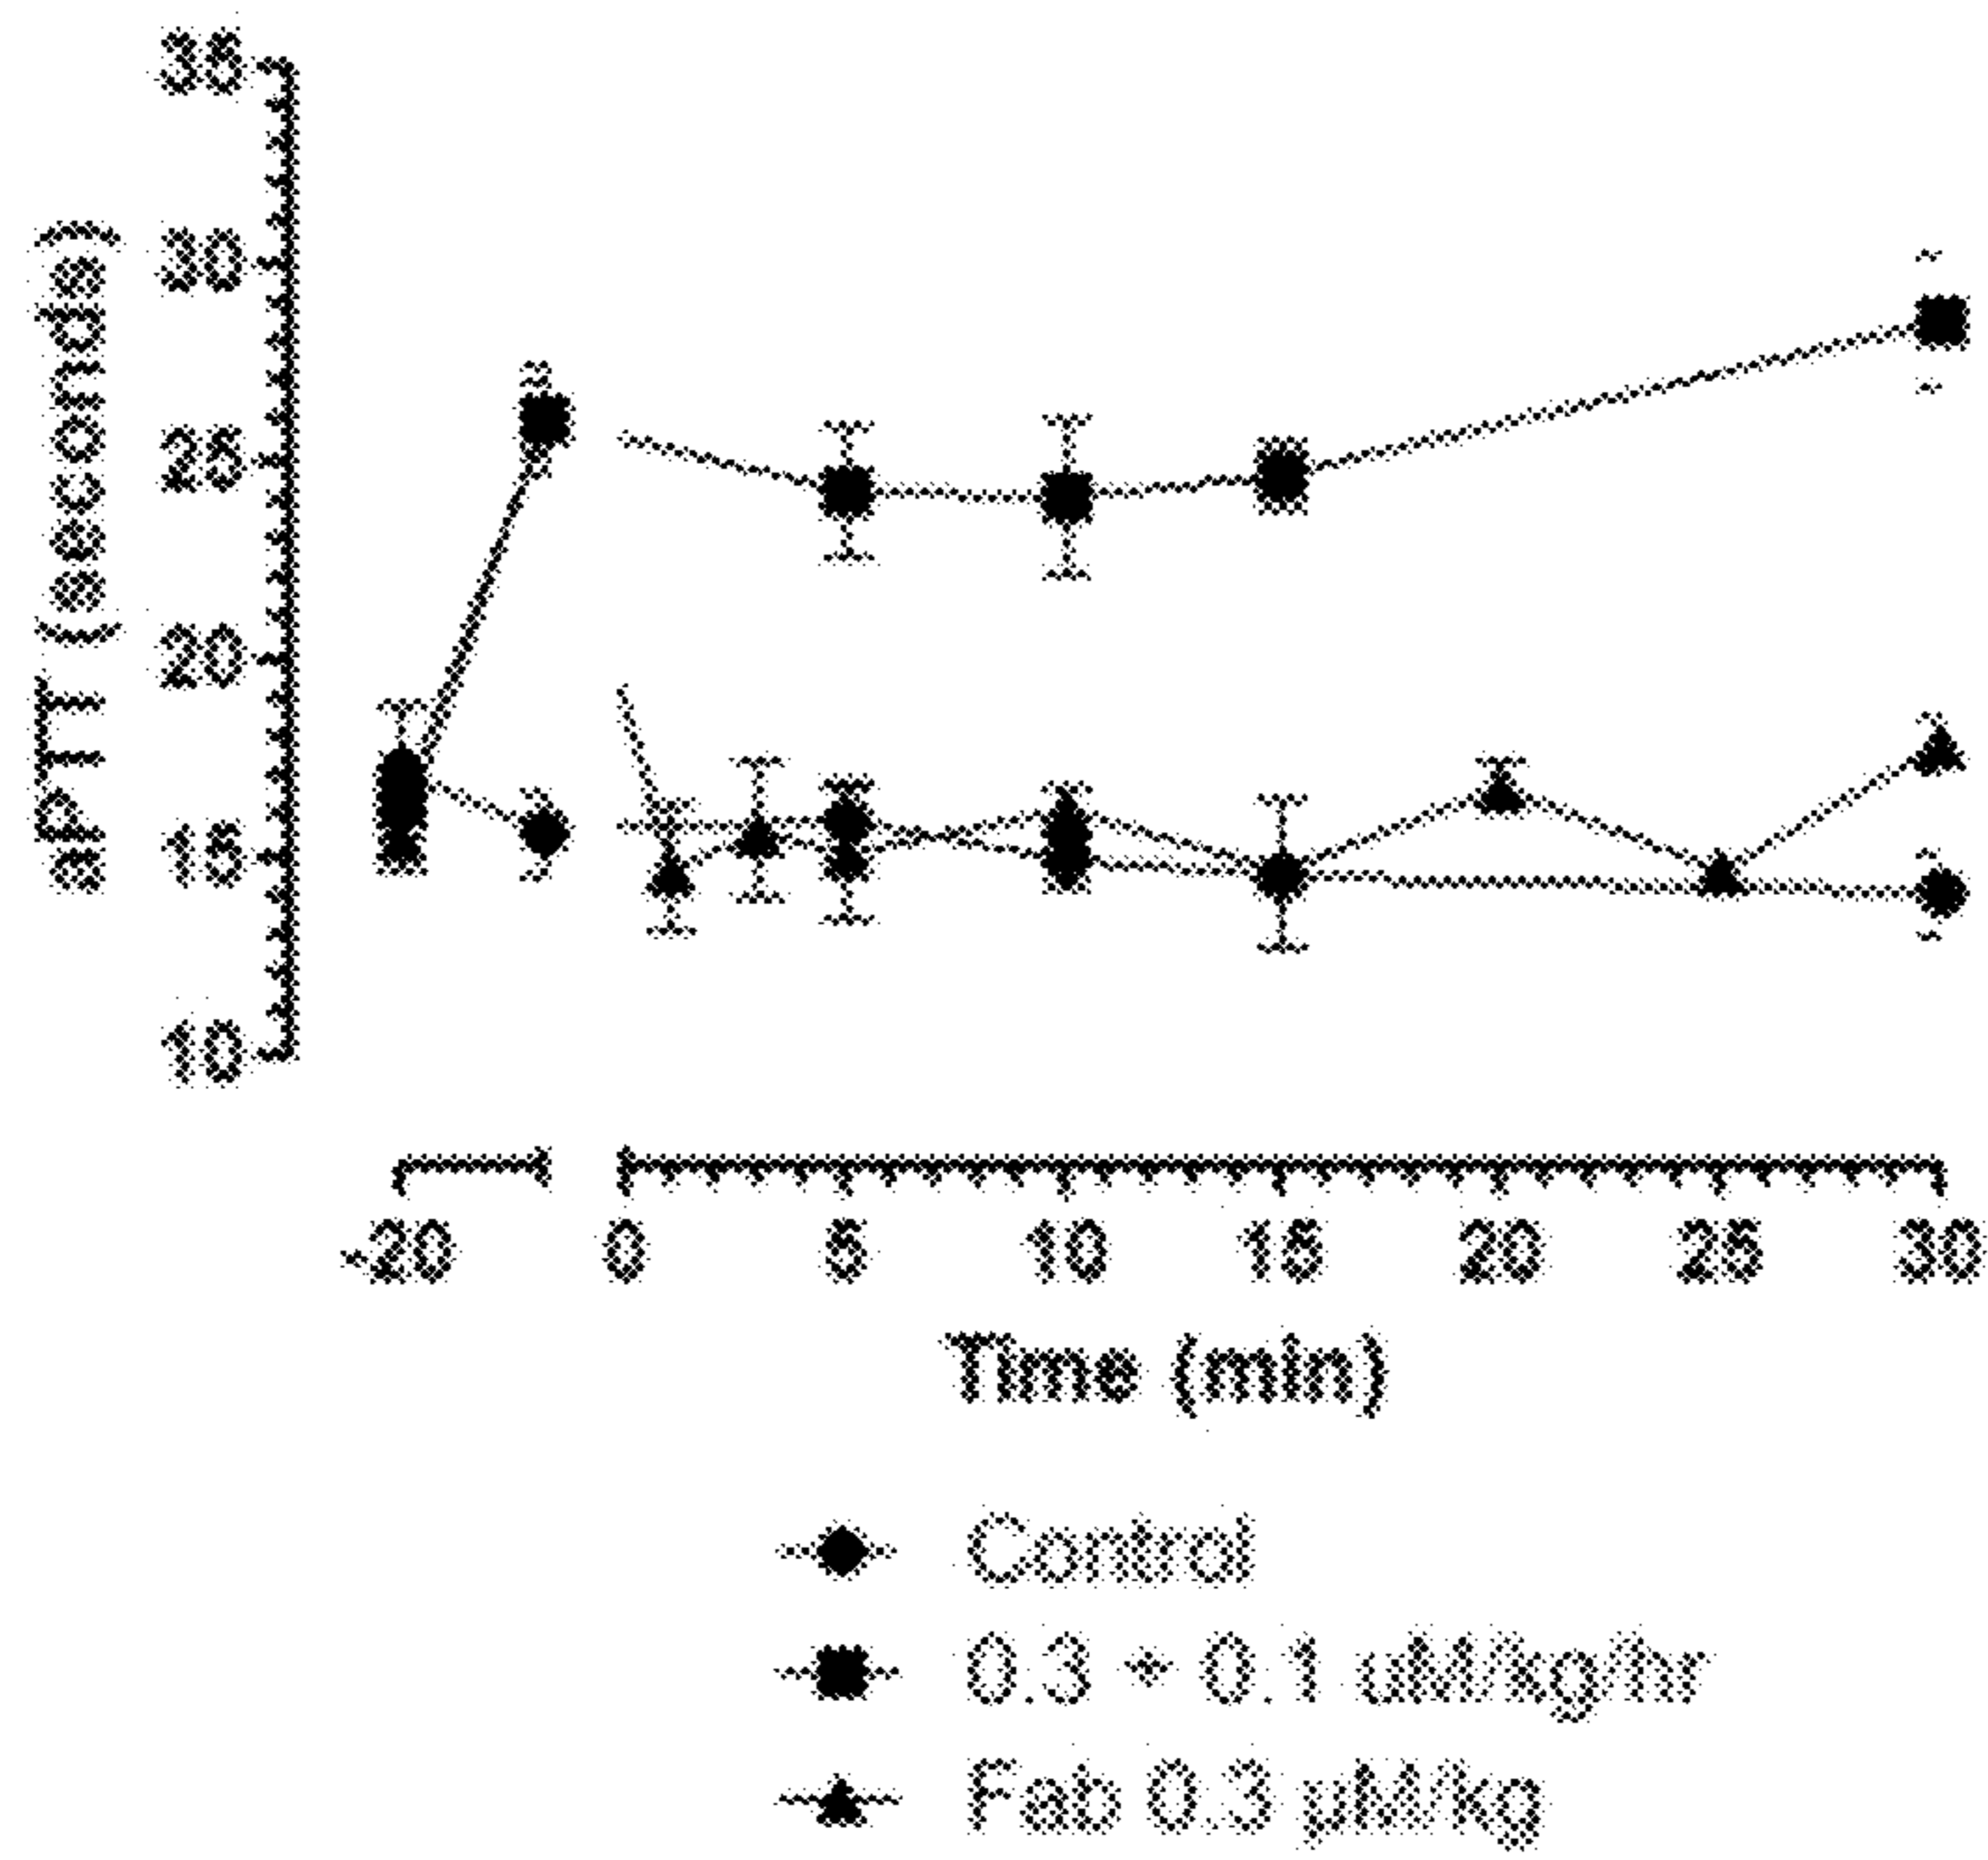 aPTT (seconds)
35
30
25
20
15
10
-20 0 5 10 15 20 25 30
Time (min)
Control
0.3 + 0.1 uM/kg/hr
Fab 0.3 µM/kg